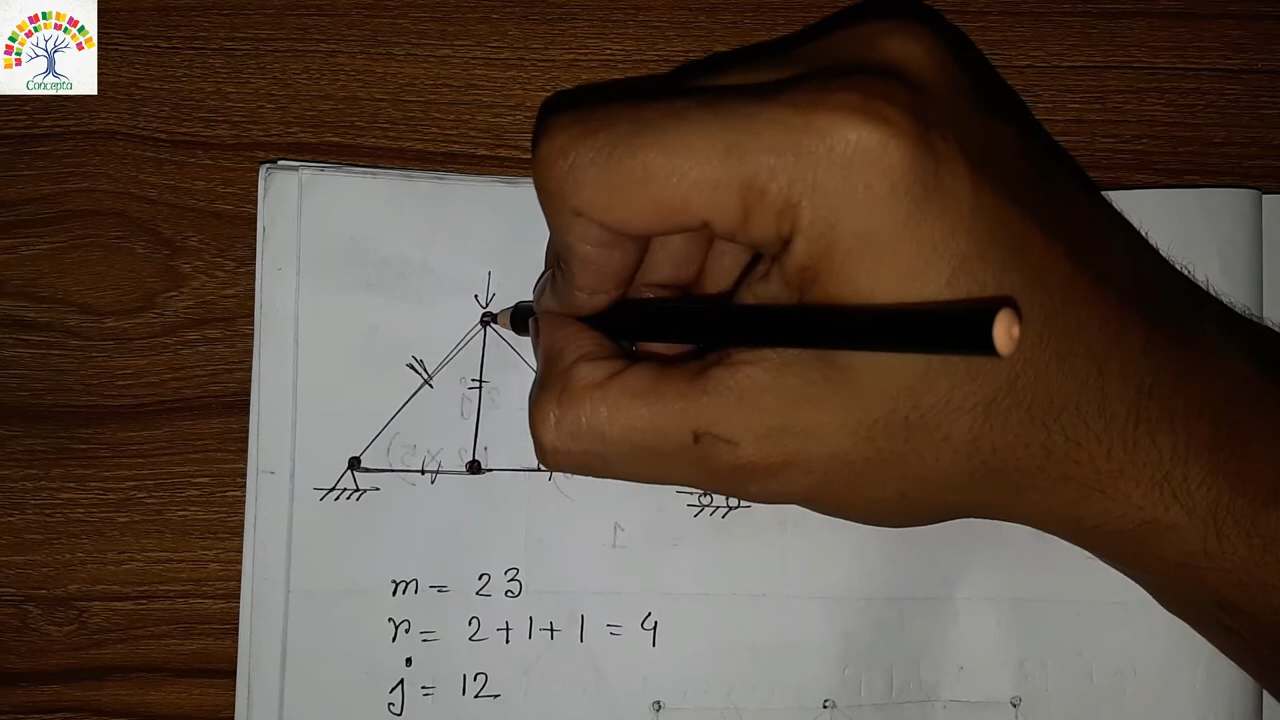 Concepta
m = 23
r = 2+1+1 = 4
j = 12